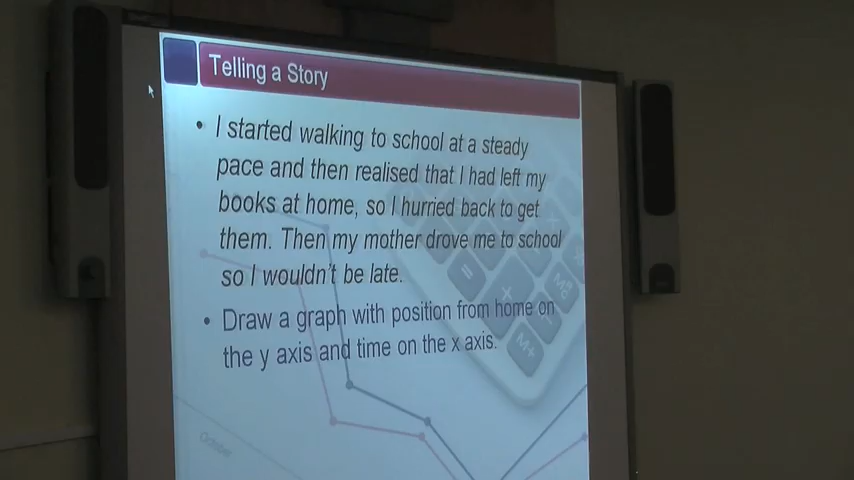 Telling a Story
• I started walking to school at a steady
pace and then realised that I had left my
books at home, so I hurried back to get
them. Then my mother drove me to school
so I wouldn't be late.
• Draw a graph with position from home on
the y axis and time on the x axis.
=
M+
October